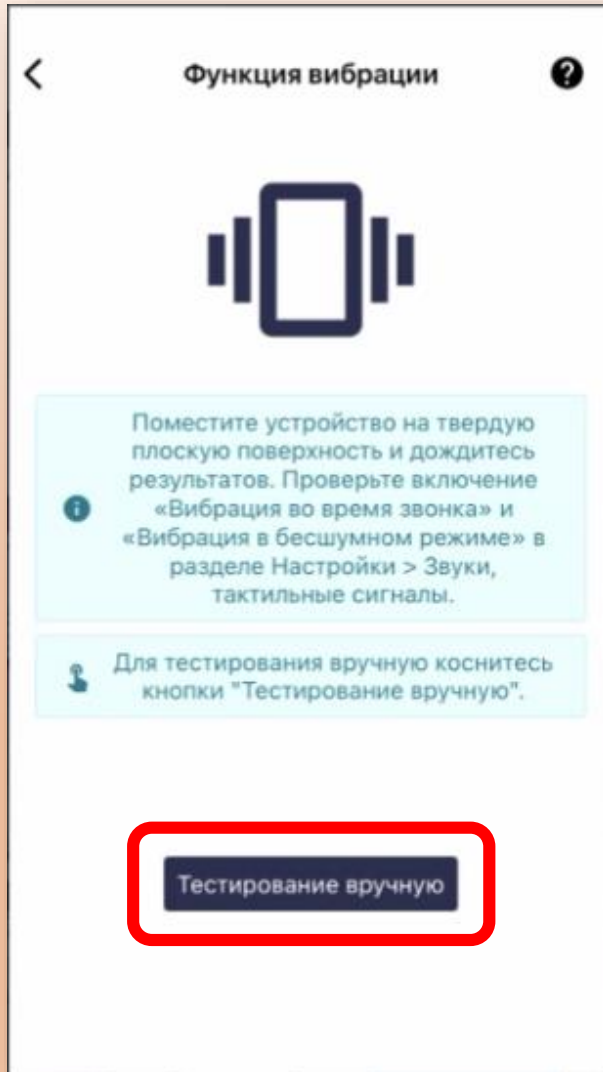 Функция вибрации
Поместите устройство на твердую
плоскую поверхность и дождитесь
результатов. Проверьте включение
«Вибрация во время звонка» и
«Вибрация в бесшумном режиме» в
разделе Настройки > Звуки,
тактильные сигналы.
Для тестирования вручную коснитесь
кнопки "Тестирование вручную".
Тестирование вручную